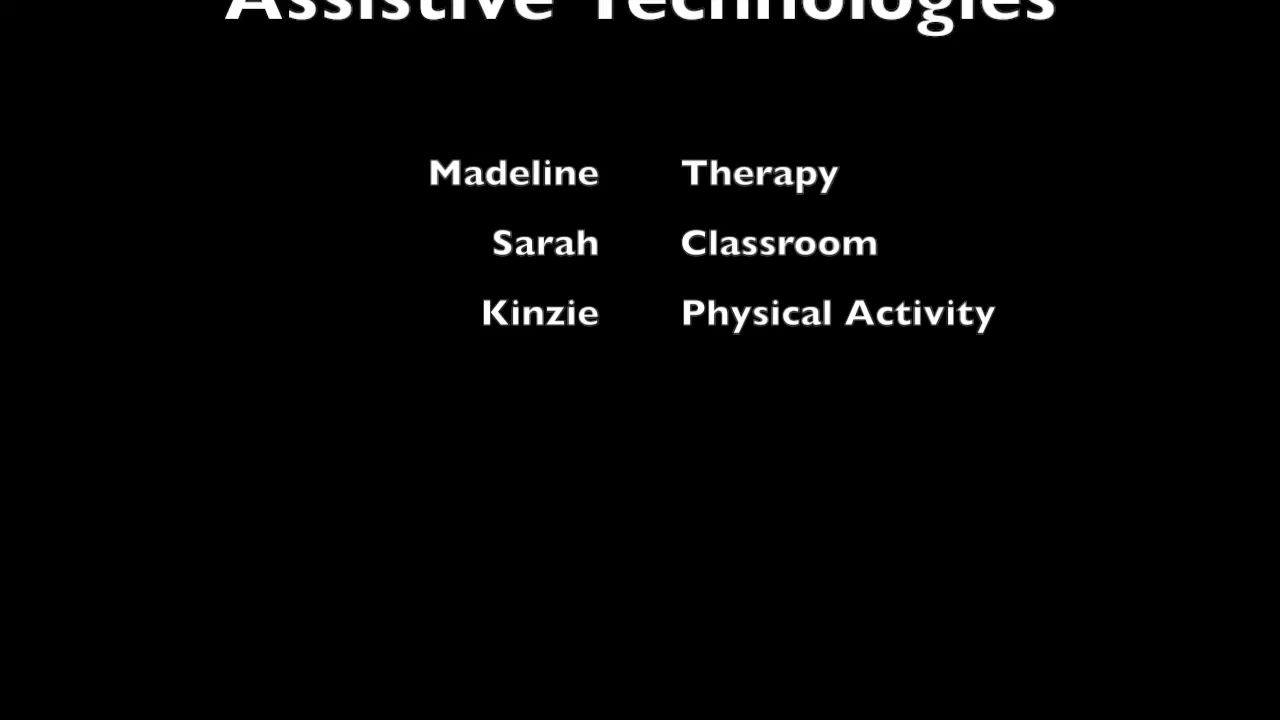 Assistive Technologies
Madeline Therapy
Sarah Classroom
Kinzie Physical Activity